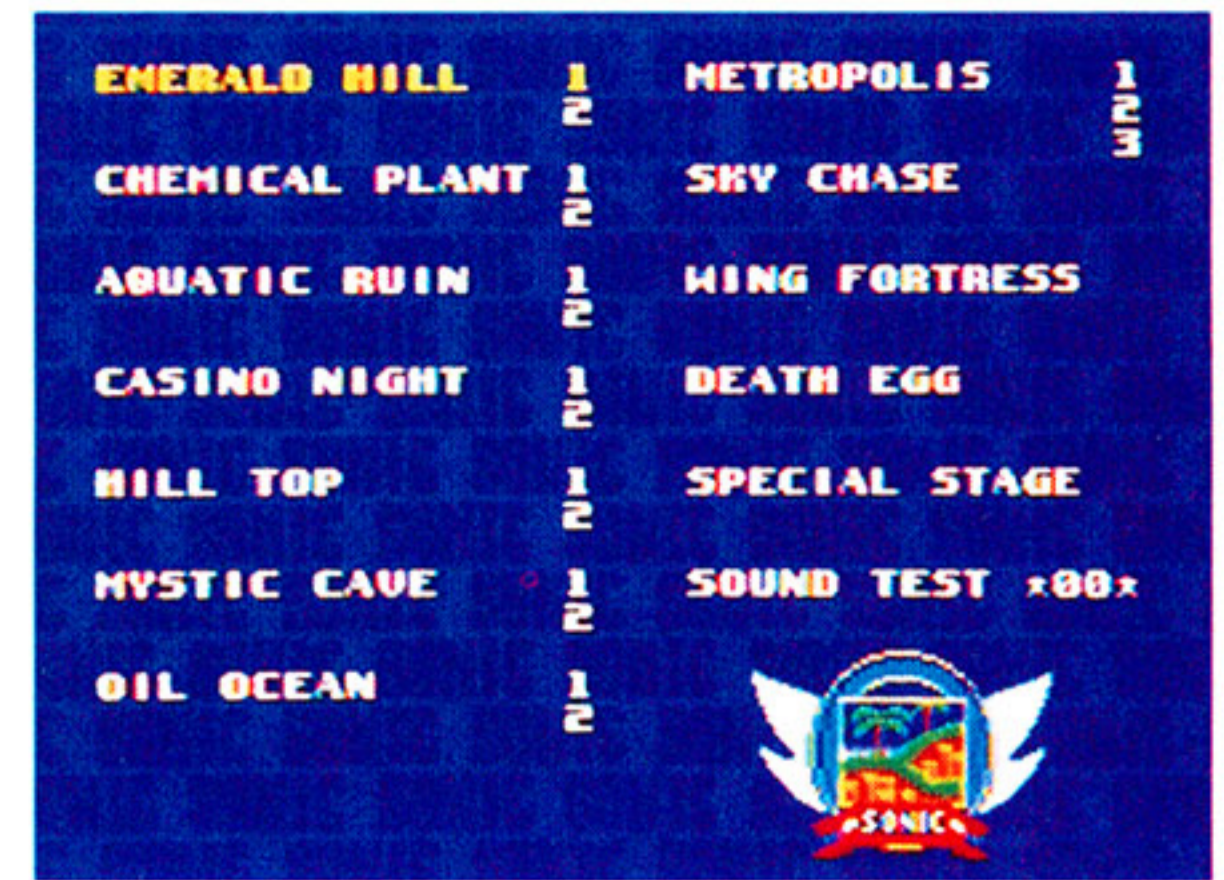 EMERALD HILL 1
2
CHEMICAL PLANT 1
2
AQUATIC RUIN 1
2
CASINO NIGHT 1
2
HILL TOP 1
2
MYSTIC CAVE 1
2
OIL OCEAN 1
2
METROPOLIS 1
2
3
SKY CHASE
WING FORTRESS
DEATH EGG
SPECIAL STAGE
SOUND TEST *00*
SONIC